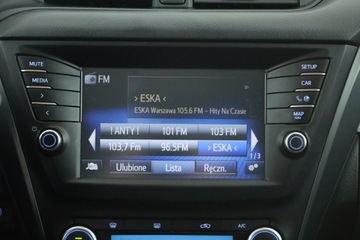 MUTE
FM
SETUP
› ESKA ‹
MEDIA
CAR
ESKA Warszawa 105.6 FM - Hity Na Czasie
MAP
! ANTY !
101 FM
103 FM
103,7 Fm
96.5FM
› ESKA ‹
1/3
Ulubione
Lista
Ręczn.
A/C